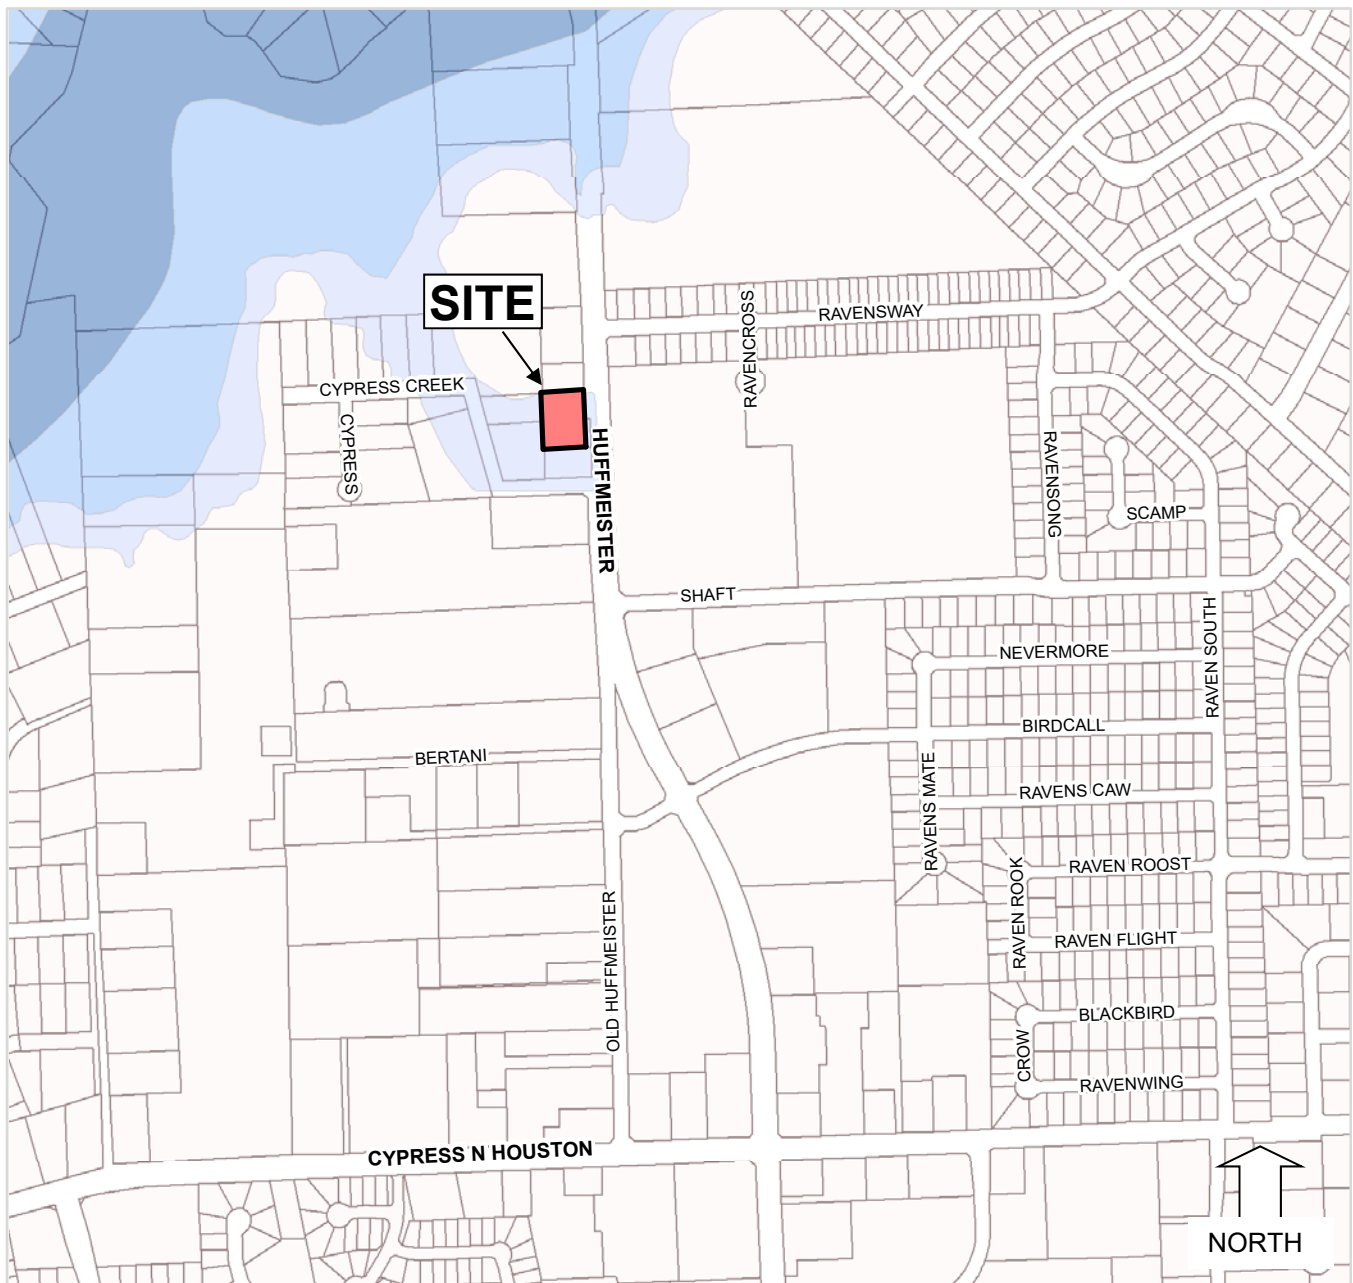 SITE
RAVENCROSS
RAVENSWAY
CYPRESS CREEK
CYPRESS
HUFFMEISTER
RAVENSONG
SCAMP
SHAFT
RAVEN SOUTH
NEVERMORE
BIRDCALL
BERTANI
RAVENS MATE
RAVENS CAW
RAVEN ROOST
RAVEN ROOK
OLD HUFFMEISTER
RAVEN FLIGHT
BLACKBIRD
CROW
RAVENWING
CYPRESS N HOUSTON
NORTH